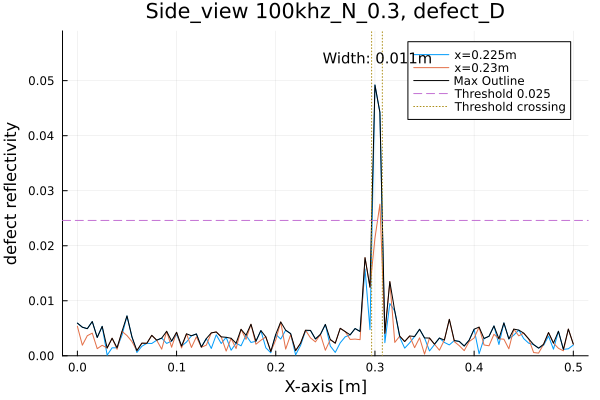 Side_view 100khz_N_0.3, defect_D
Width: 0.011m
x=0.225m
x=0.23m
Max Outline
Threshold 0.025
Threshold crossing
defect reflectivity
0.05
0.04
0.03
0.02
0.01
0.00
0.0 0.1 0.2 0.3 0.4 0.5
X-axis [m]